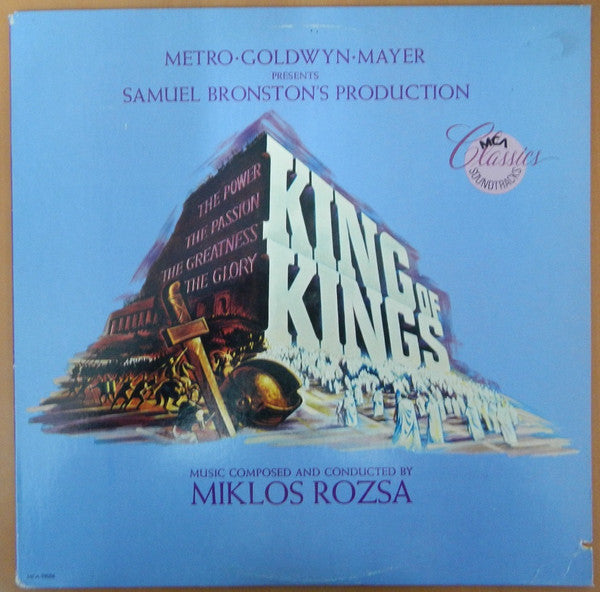 METRO·GOLDWYN·MAYER
PRESENTS
SAMUEL BRONSTON'S PRODUCTION
MCA
Classics
SOUNDTRACKS
THE POWER
THE PASSION
THE GREATNESS
THE GLORY
KING
OF
KINGS
MUSIC COMPOSED AND CONDUCTED BY
MIKLOS ROZSA